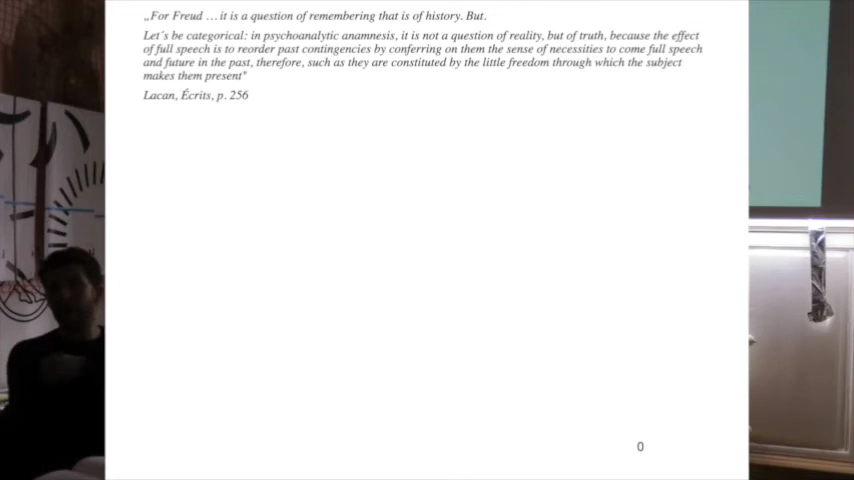 „For Freud … it is a question of remembering that is of history. But.
Let´s be categorical: in psychoanalytic anamnesis, it is not a question of reality, but of truth, because the effect
of full speech is to reorder past contingencies by conferring on them the sense of necessities to come full speech
and future in the past, therefore, such as they are constituted by the little freedom through which the subject
makes them present"
Lacan, Écrits, p. 256
0